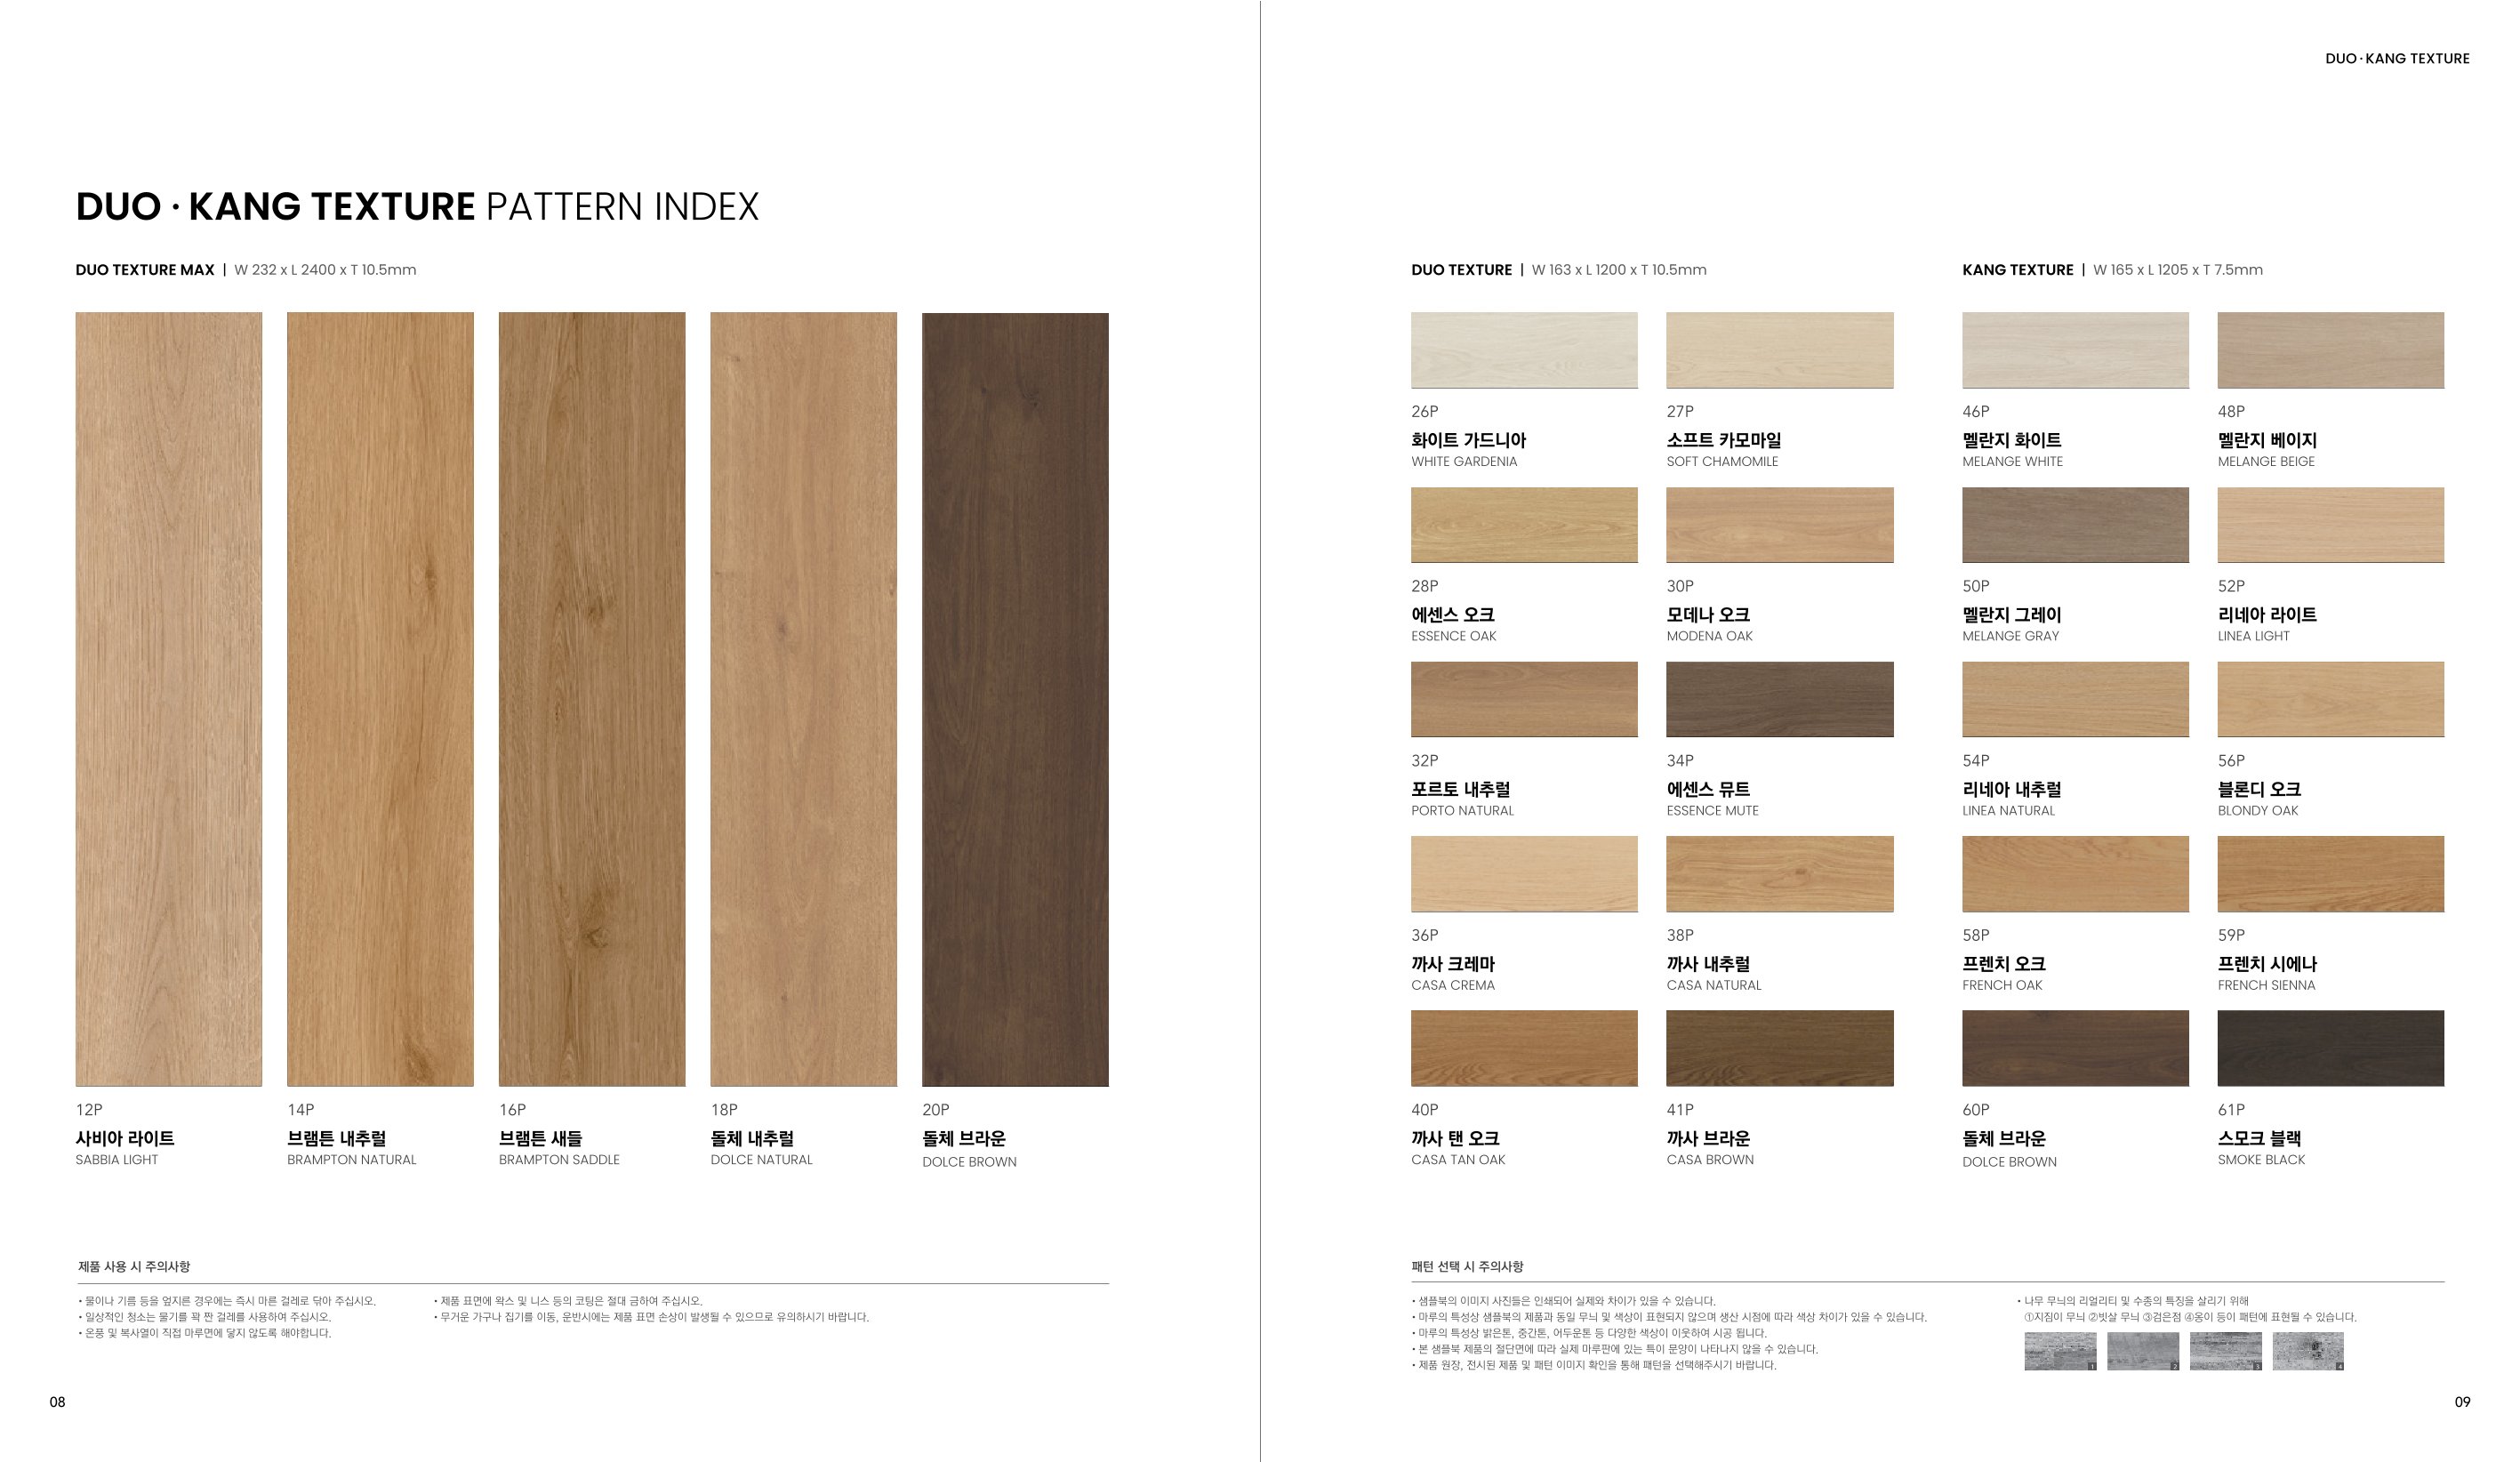 DUO · KANG TEXTURE
DUO · KANG TEXTURE PATTERN INDEX
DUO TEXTURE MAX | W 232 x L 2400 x T 10.5mm
12P
사비아 라이트
SABBIA LIGHT
14P
브램튼 내추럴
BRAMPTON NATURAL
16P
브램튼 새들
BRAMPTON SADDLE
18P
돌체 내추럴
DOLCE NATURAL
20P
돌체 브라운
DOLCE BROWN
제품 사용 시 주의사항
• 물이나 기름 등을 엎지른 경우에는 즉시 마른 걸레로 닦아 주십시오.
• 일상적인 청소는 물기를 꽉 짠 걸레를 사용하여 주십시오.
• 온풍 및 복사열이 직접 마루면에 닿지 않도록 해야합니다.
• 제품 표면에 왁스 및 니스 등의 코팅은 절대 금하여 주십시오.
• 무거운 가구나 집기를 이동, 운반시에는 제품 표면 손상이 발생될 수 있으므로 유의하시기 바랍니다.
08
DUO TEXTURE | W 163 x L 1200 x T 10.5mm
26P
화이트 가드니아
WHITE GARDENIA
27P
소프트 카모마일
SOFT CHAMOMILE
28P
에센스 오크
ESSENCE OAK
30P
모데나 오크
MODENA OAK
32P
포르토 내추럴
PORTO NATURAL
34P
에센스 뮤트
ESSENCE MUTE
36P
까사 크레마
CASA CREMA
38P
까사 내추럴
CASA NATURAL
40P
까사 탠 오크
CASA TAN OAK
41P
까사 브라운
CASA BROWN
KANG TEXTURE | W 165 x L 1205 x T 7.5mm
46P
멜란지 화이트
MELANGE WHITE
48P
멜란지 베이지
MELANGE BEIGE
50P
멜란지 그레이
MELANGE GRAY
52P
리네아 라이트
LINEA LIGHT
54P
리네아 내추럴
LINEA NATURAL
56P
블론디 오크
BLONDY OAK
58P
프렌치 오크
FRENCH OAK
59P
프렌치 시에나
FRENCH SIENNA
60P
돌체 브라운
DOLCE BROWN
61P
스모크 블랙
SMOKE BLACK
패턴 선택 시 주의사항
• 샘플북의 이미지 사진들은 인쇄되어 실제와 차이가 있을 수 있습니다.
• 마루의 특성상 샘플북의 제품과 동일 무늬 및 색상이 표현되지 않으며 생산 시점에 따라 색상 차이가 있을 수 있습니다.
• 마루의 특성상 밝은톤, 중간톤, 어두운톤 등 다양한 색상이 이웃하여 시공 됩니다.
• 본 샘플북 제품의 절단면에 따라 실제 마루판에 있는 특이 문양이 나타나지 않을 수 있습니다.
• 제품 원장, 전시된 제품 및 패턴 이미지 확인을 통해 패턴을 선택해주시기 바랍니다.
• 나무 무늬의 리얼리티 및 수종의 특징을 살리기 위해
①지짐이 무늬 ②빗살 무늬 ③검은점 ④옹이 등이 패턴에 표현될 수 있습니다.
1
2
3
4
09